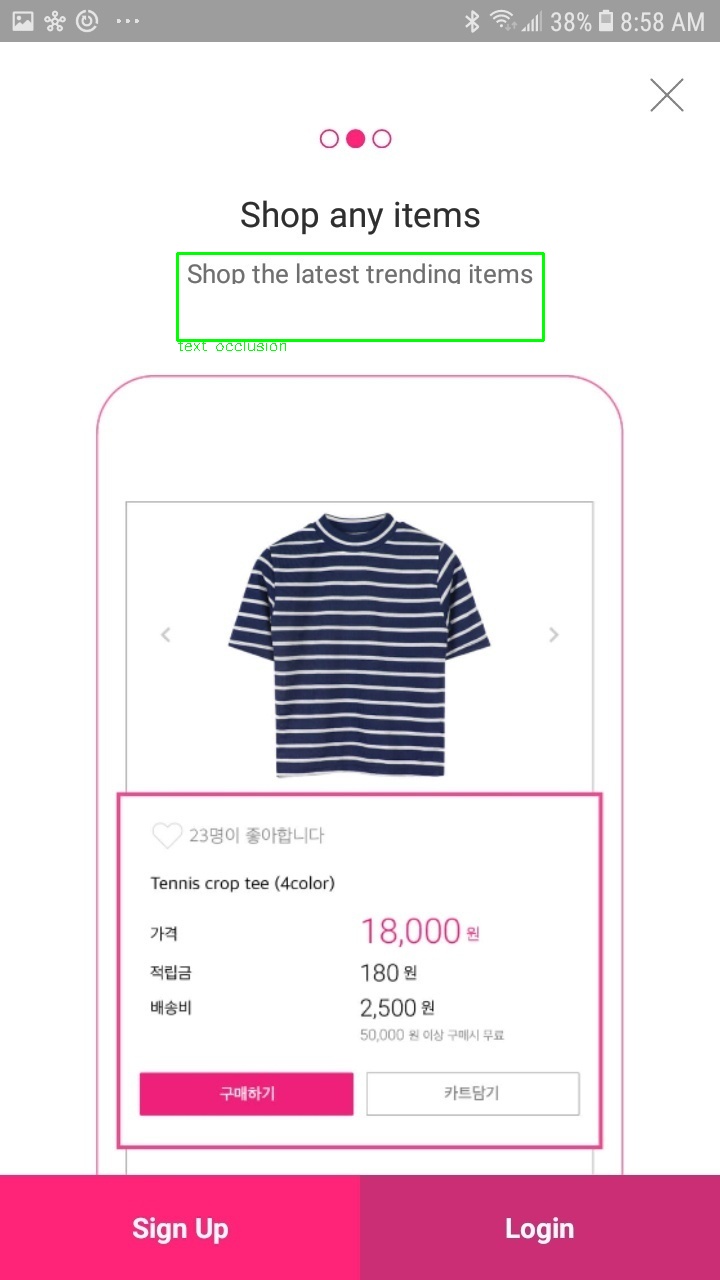 38% 8:58 AM
Shop any items
Shop the latest trending items
text occlusion
23명이 좋아합니다
Tennis crop tee (4color)
가격 18,000 원
적립금 180 원
배송비 2,500 원
50,000 원 이상 구매시 무료
구매하기 카트담기
Sign Up Login